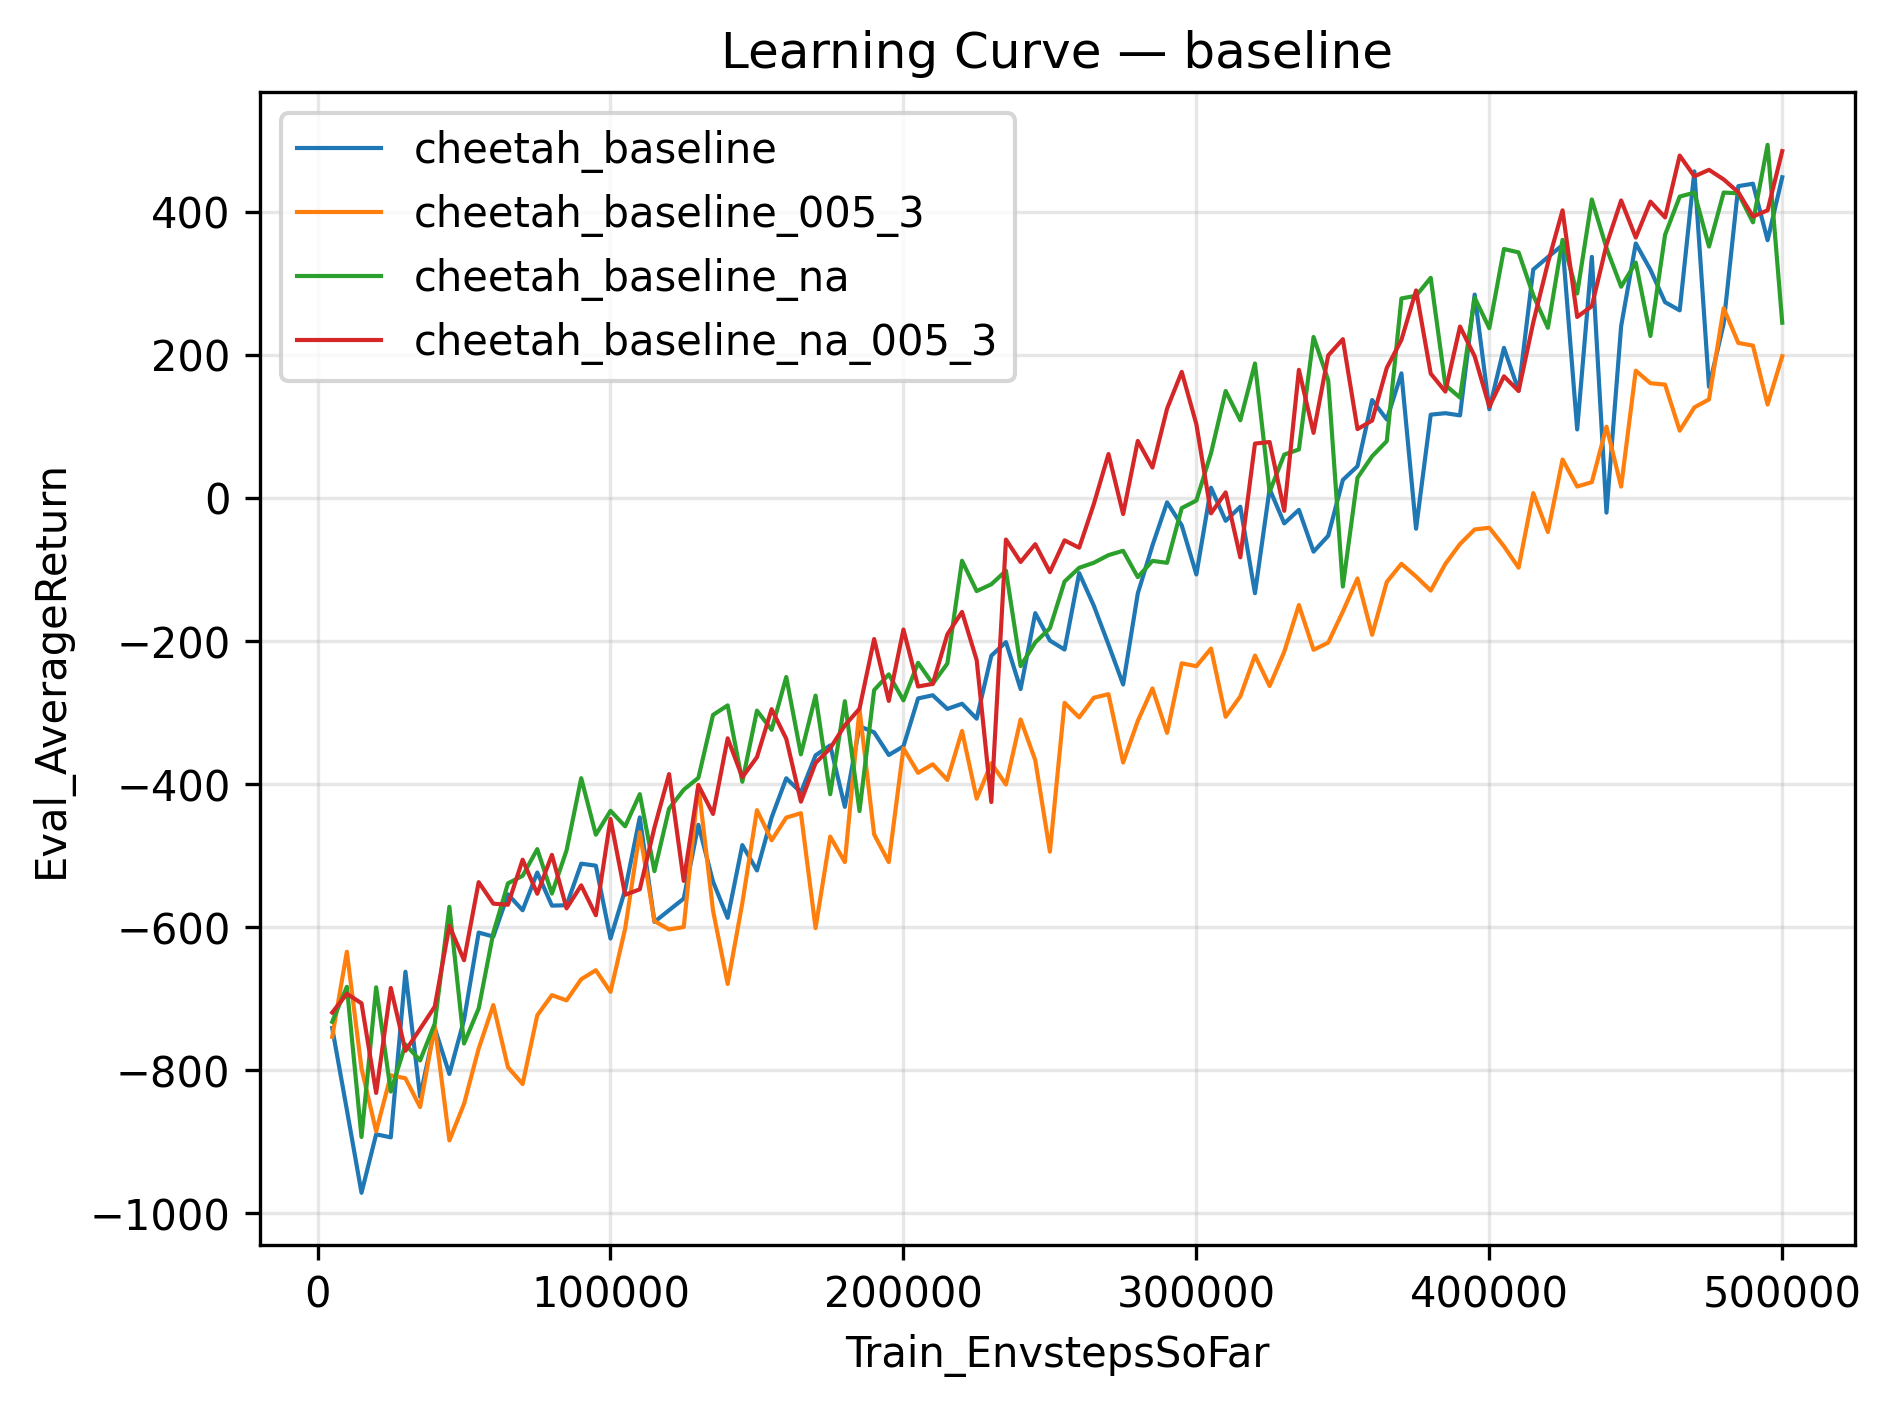 Learning Curve — baseline
cheetah_baseline
cheetah_baseline_005_3
cheetah_baseline_na
cheetah_baseline_na_005_3
Eval_AverageReturn
400
200
0
−200
−400
−600
−800
−1000
0 100000 200000 300000 400000 500000
Train_EnvstepsSoFar